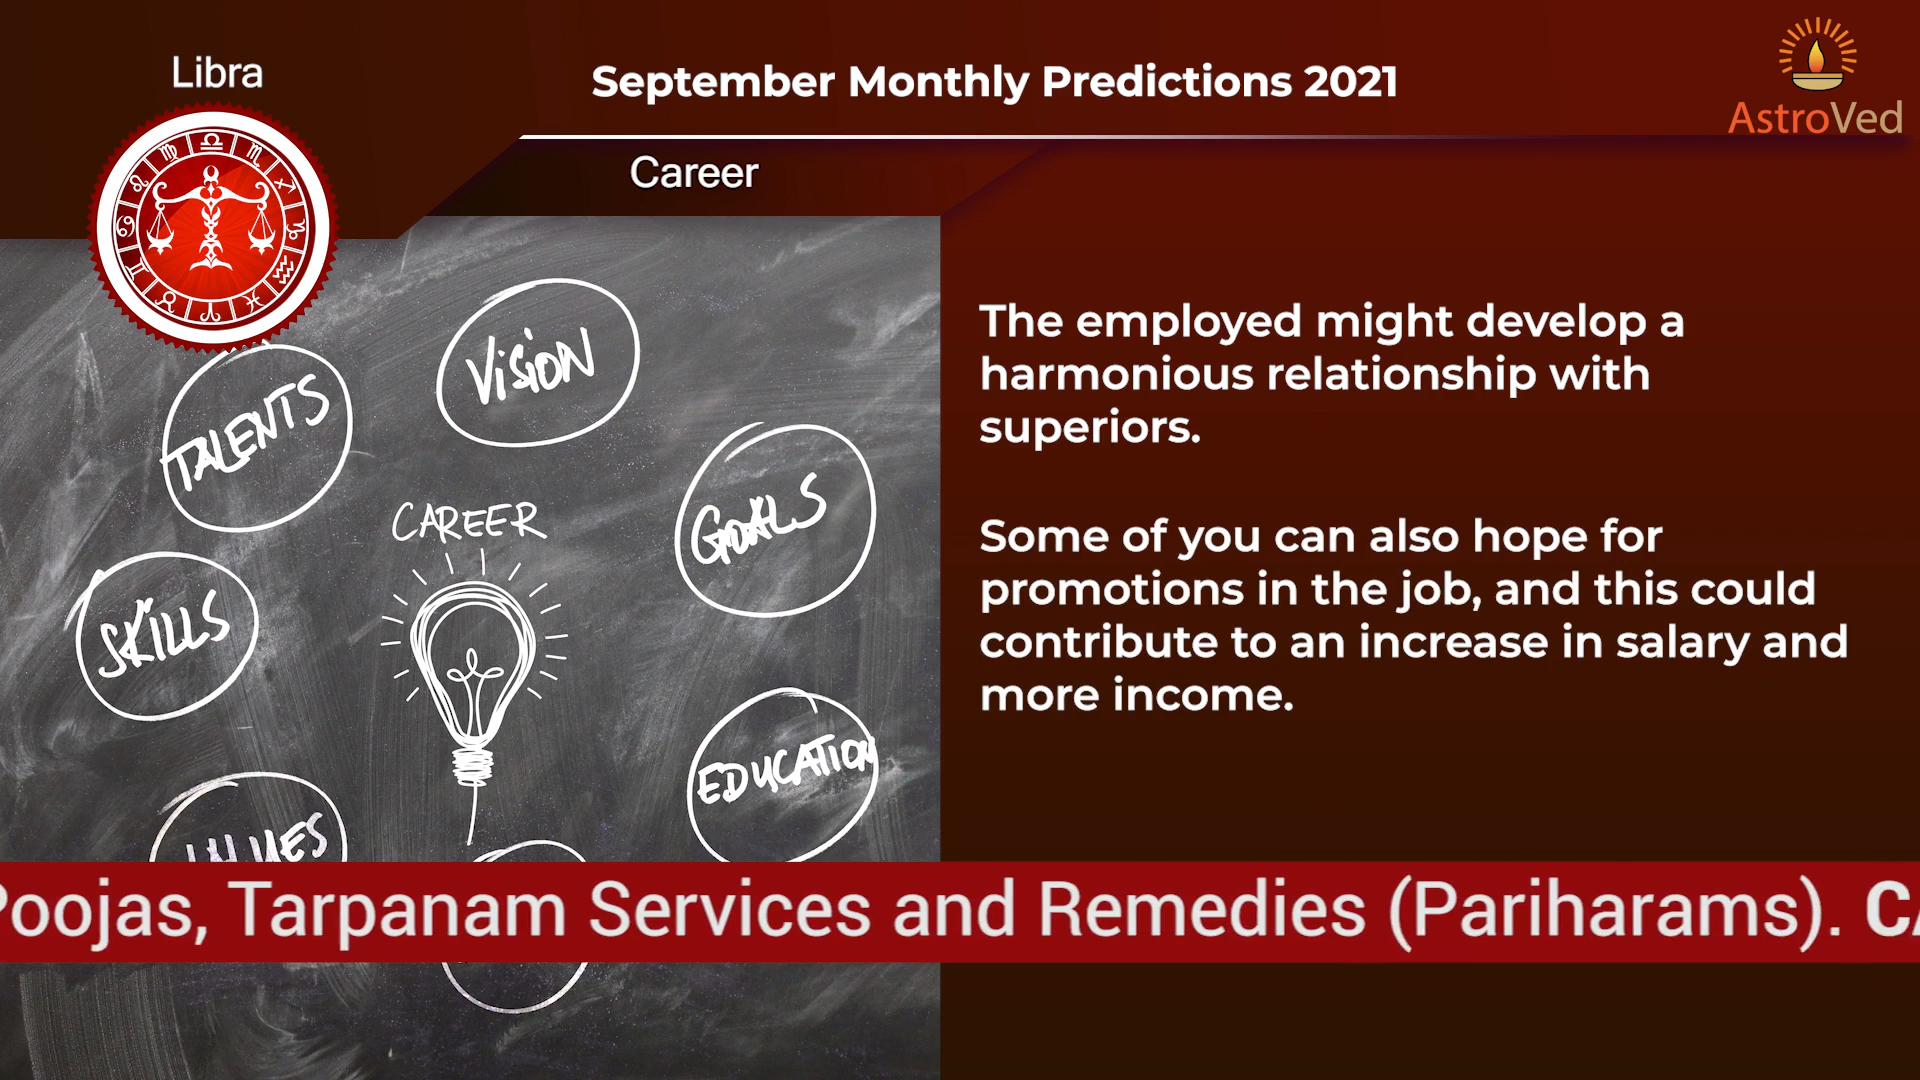 Libra
September Monthly Predictions 2021
AstroVed
Career
The employed might develop a
harmonious relationship with
superiors.
Some of you can also hope for
promotions in the job, and this could
contribute to an increase in salary and
more income.
VISION
TALENTS
GOALS
CAREER
SKILLS
EDUCATION
Poojas, Tarpanam Services and Remedies (Pariharams).